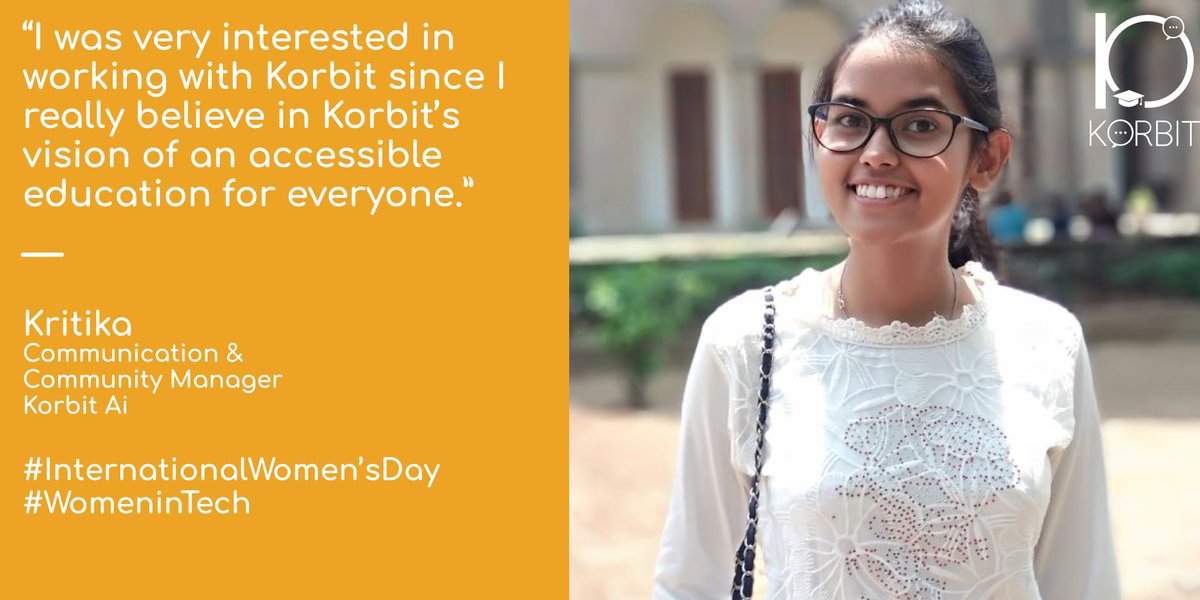 “I was very interested in
working with Korbit since I
really believe in Korbit’s
vision of an accessible
education for everyone.”
Kritika
Communication &
Community Manager
Korbit Ai
#InternationalWomen’sDay
#WomeninTech
KORBIT